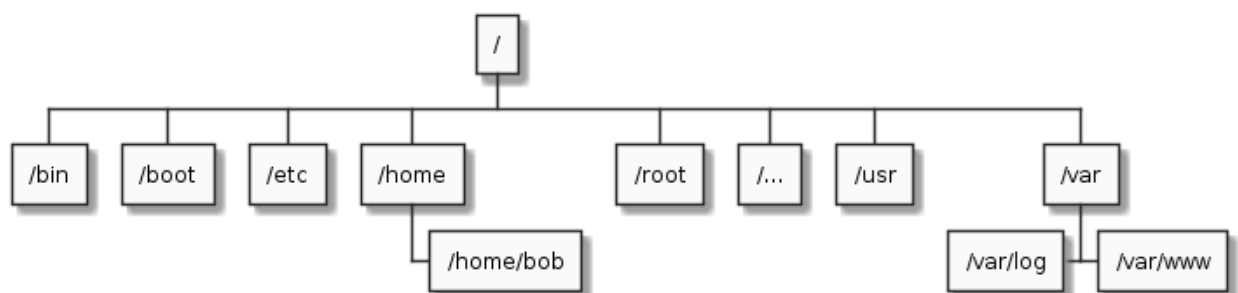 /
/bin
/boot
/etc
/home
/root
/...
/usr
/var
/home/bob
/var/log
/var/www